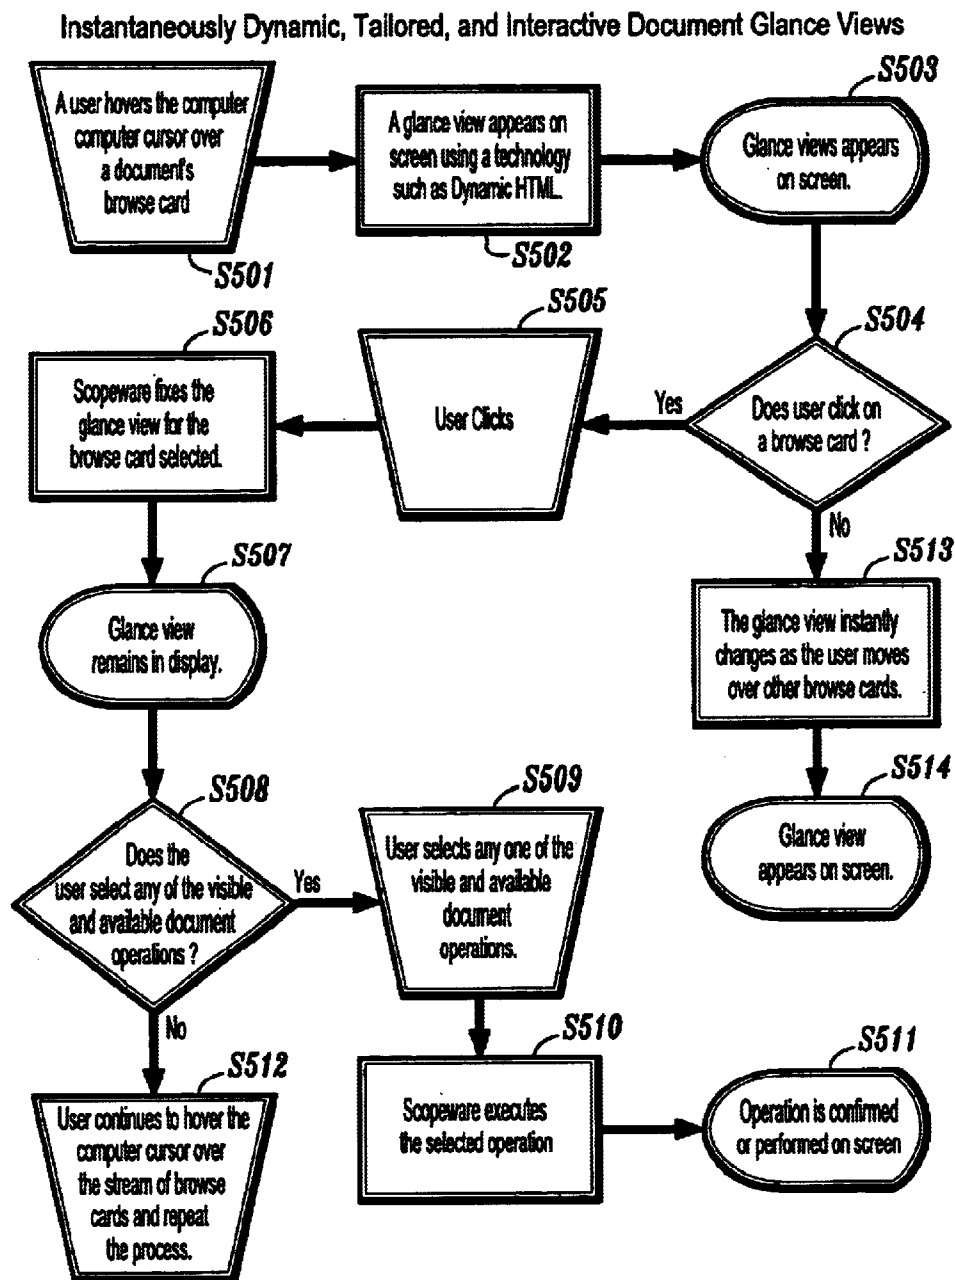 Instantaneously Dynamic, Tailored, and Interactive Document Glance Views
A user hovers the computer
computer cursor over
a document's
browse card
S501
A glance view appears on
screen using a technology
such as Dynamic HTML.
S502
S503
Glance views appears
on screen.
S504
Does user click on
a browse card ?
Yes
No
S505
User Clicks
S506
Scopeware fixes the
glance view for the
browse card selected.
S507
Glance view
remains in display.
S513
The glance view instantly
changes as the user moves
over other browse cards.
S514
Glance view
appears on screen.
S508
Does the
user select any of the visible
and available document
operations ?
Yes
No
S509
User selects any one of the
visible and available
document
operations.
S510
Scopeware executes
the selected operation
S511
Operation is confirmed
or performed on screen
S512
User continues to hover the
computer cursor over
the stream of browse
cards and repeat
the process.